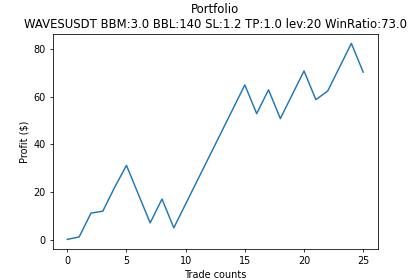 Portfolio
WAVESUSDT BBM:3.0 BBL:140 SL:1.2 TP:1.0 lev:20 WinRatio:73.0
80
60
40
20
0
Profit ($)
0 5 10 15 20 25
Trade counts